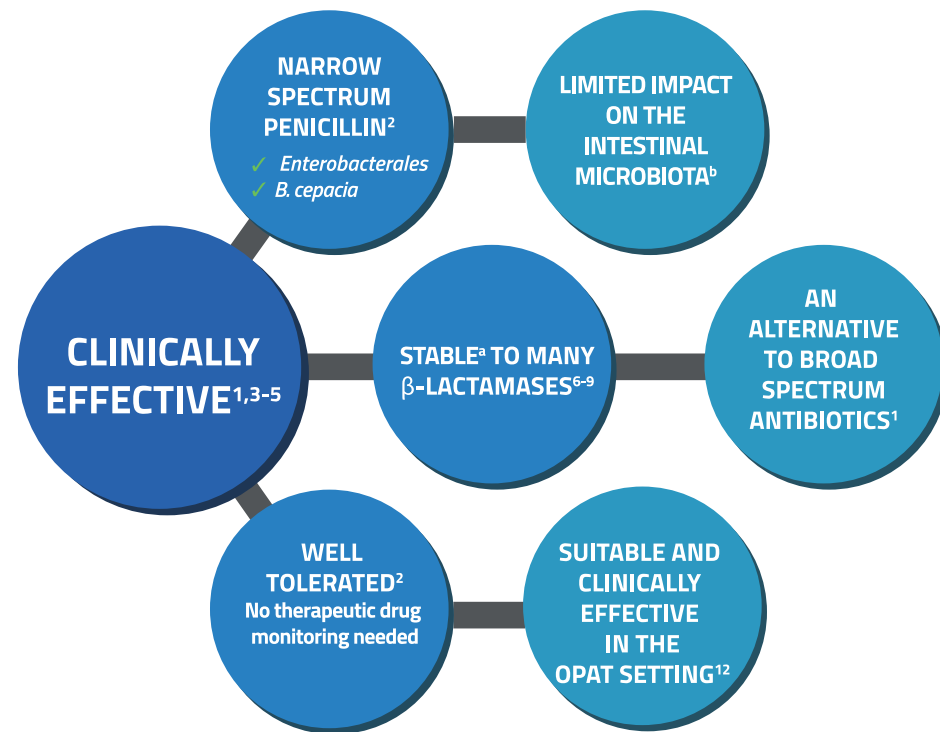 NARROW
SPECTRUM
PENICILLIN²
✓ Enterobacterales
✓ B. cepacia
LIMITED IMPACT
ON THE
INTESTINAL
MICROBIOTAᵇ
CLINICALLY
EFFECTIVE¹,³⁻⁵
STABLEᵃ TO MANY
β-LACTAMASES⁶⁻⁹
AN
ALTERNATIVE
TO BROAD
SPECTRUM
ANTIBIOTICS¹
WELL
TOLERATED²
No therapeutic drug
monitoring needed
SUITABLE AND
CLINICALLY
EFFECTIVE
IN THE
OPAT SETTING¹²